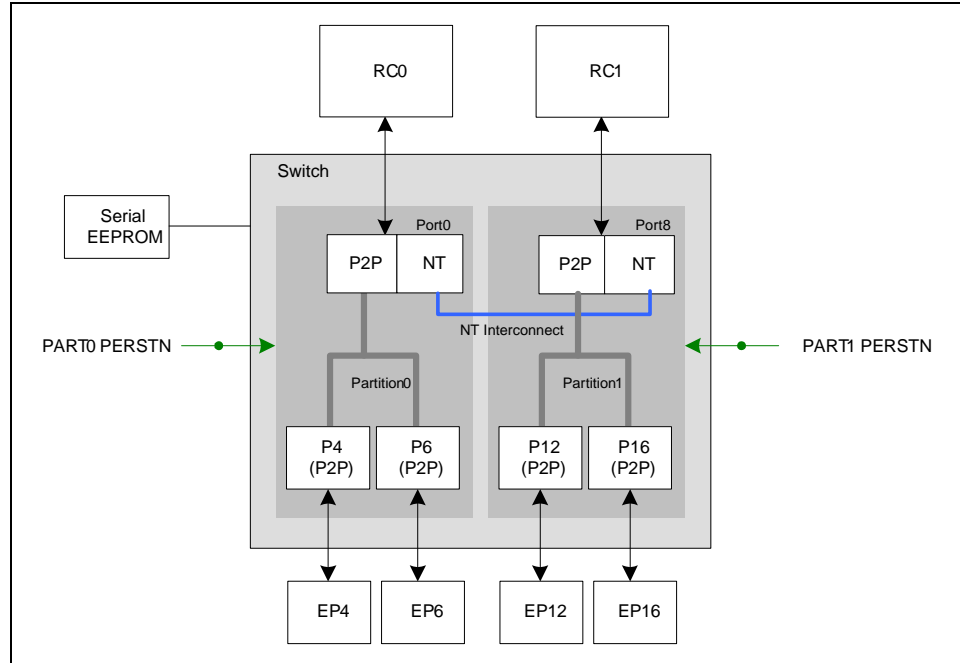 RC0
RC1
Switch
Serial
EEPROM
Port0
Port8
P2P
NT
P2P
NT
NT Interconnect
PART0 PERSTN
PART1 PERSTN
Partition0
Partition1
P4
(P2P)
P6
(P2P)
P12
(P2P)
P16
(P2P)
EP4
EP6
EP12
EP16